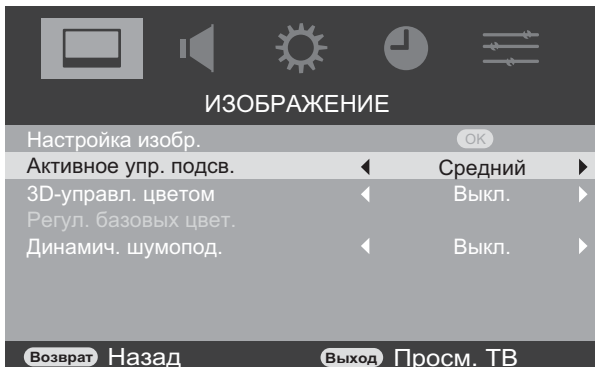 ИЗОБРАЖЕНИЕ
Настройка изобр. OK
Активное упр. подсв. Средний
3D-управл. цветом Выкл.
Регул. базовых цвет.
Динамич. шумопод. Выкл.
Возврат Назад Выход Просм. ТВ